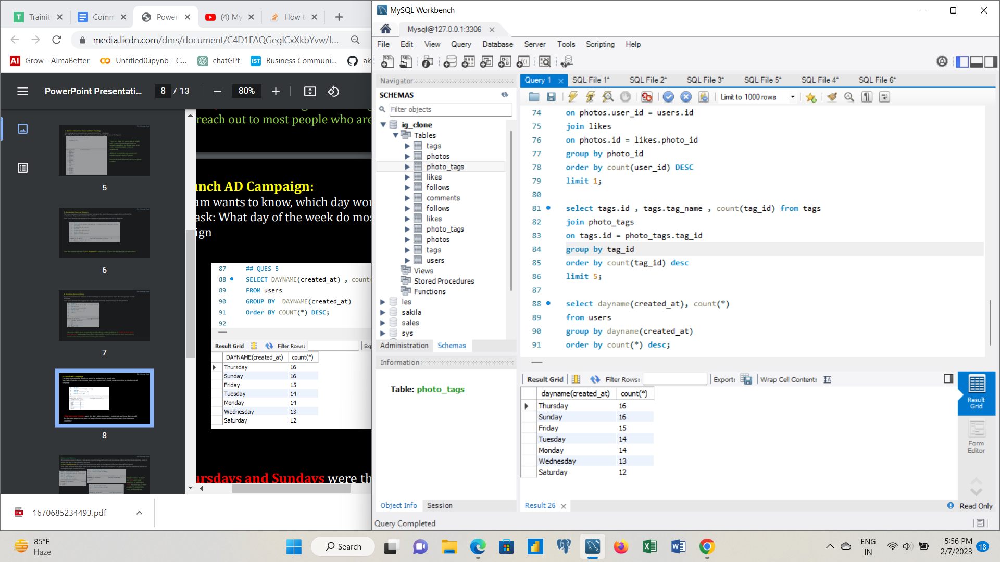 Trainit
Comm
Power
(4) My
How t
media.licdn.com/dms/document/C4D1FAQGeglCxXkbYvw/f...
Grow - AlmaBetter
Untitled0.ipynb - C...
chatGPt
Business Communi...
ak
PowerPoint Presentati...
8 / 13
80%
5
6
7
8
reach out to most people who are
unch AD Campaign:
am wants to know, which day wou
ask: What day of the week do mos
ign
87 ## QUES 5
88 SELECT DAYNAME(created_at) , count(
89 FROM users
90 GROUP BY DAYNAME(created_at)
91 Order BY COUNT(*) DESC;
92
Result Grid Filter Rows: Exp
DAYNAME(created_at) count(*)
Thursday 16
Sunday 16
Friday 15
Tuesday 14
Monday 14
Wednesday 13
Saturday 12
ursdays and Sundays were th
1670685234493.pdf
MySQL Workbench
Mysql@127.0.0.1:3306
File Edit View Query Database Server Tools Scripting Help
Navigator
SCHEMAS
Filter objects
ig_clone
Tables
tags
photos
photo_tags
likes
follows
comments
follows
likes
photo_tags
photos
tags
users
Views
Stored Procedures
Functions
les
sakila
sales
sys
Administration Schemas
Information
Table: photo_tags
Object Info Session
Query Completed
Query 1 SQL File 1* SQL File 2* SQL File 3* SQL File 5* SQL File 4* SQL File 6*
Limit to 1000 rows
74 on photos.user_id = users.id
75 join likes
76 on photos.id = likes.photo_id
77 group by photo_id
78 order by count(user_id) DESC
79 limit 1;
80
81 select tags.id , tags.tag_name , count(tag_id) from tags
82 join photo_tags
83 on tags.id = photo_tags.tag_id
84 group by tag_id
85 order by count(tag_id) desc
86 limit 5;
87
88 select dayname(created_at), count(*)
89 from users
90 group by dayname(created_at)
91 order by count(*) desc;
Result Grid Filter Rows: Export: Wrap Cell Content:
dayname(created_at) count(*)
Thursday 16
Sunday 16
Friday 15
Tuesday 14
Monday 14
Wednesday 13
Saturday 12
Result
Grid
Form
Editor
Result 26
Read Only
85°F
Haze
Search
ENG
IN
5:56 PM
2/7/2023
18